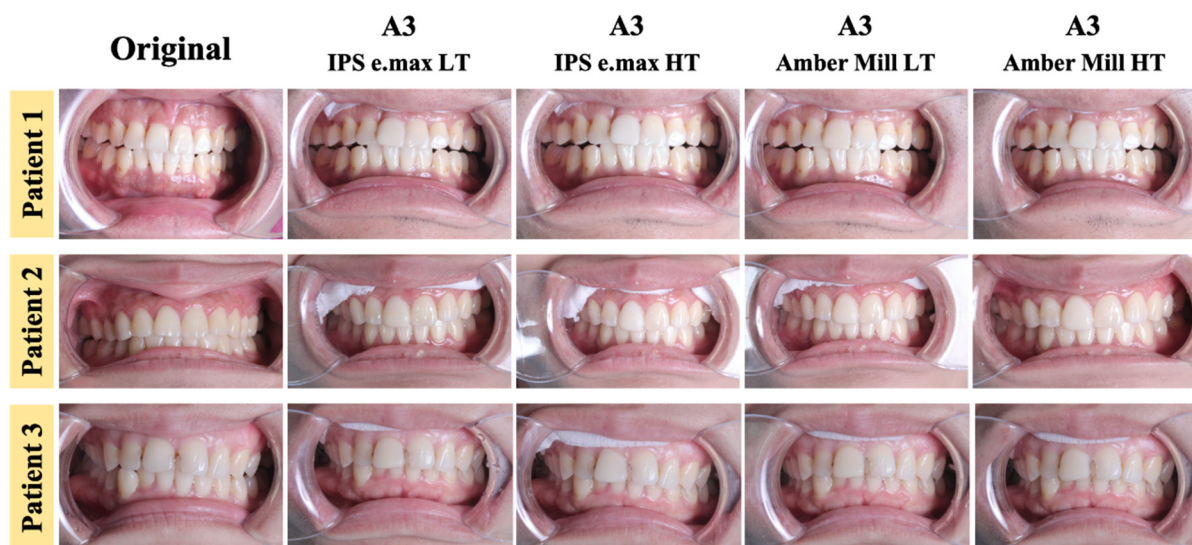 Original
A3
IPS e.max LT
A3
IPS e.max HT
A3
Amber Mill LT
A3
Amber Mill HT
Patient 1
Patient 2
Patient 3